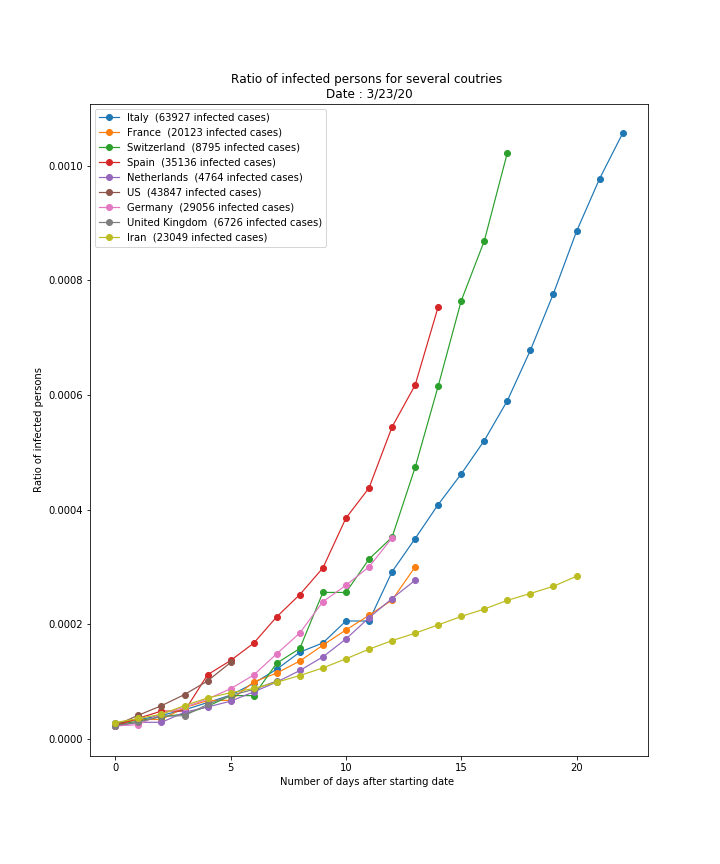 Ratio of infected persons for several coutries
Date : 3/23/20
Italy (63927 infected cases)
France (20123 infected cases)
Switzerland (8795 infected cases)
Spain (35136 infected cases)
Netherlands (4764 infected cases)
US (43847 infected cases)
Germany (29056 infected cases)
United Kingdom (6726 infected cases)
Iran (23049 infected cases)
0.0010
0.0008
0.0006
0.0004
0.0002
0.0000
Ratio of infected persons
0 5 10 15 20
Number of days after starting date